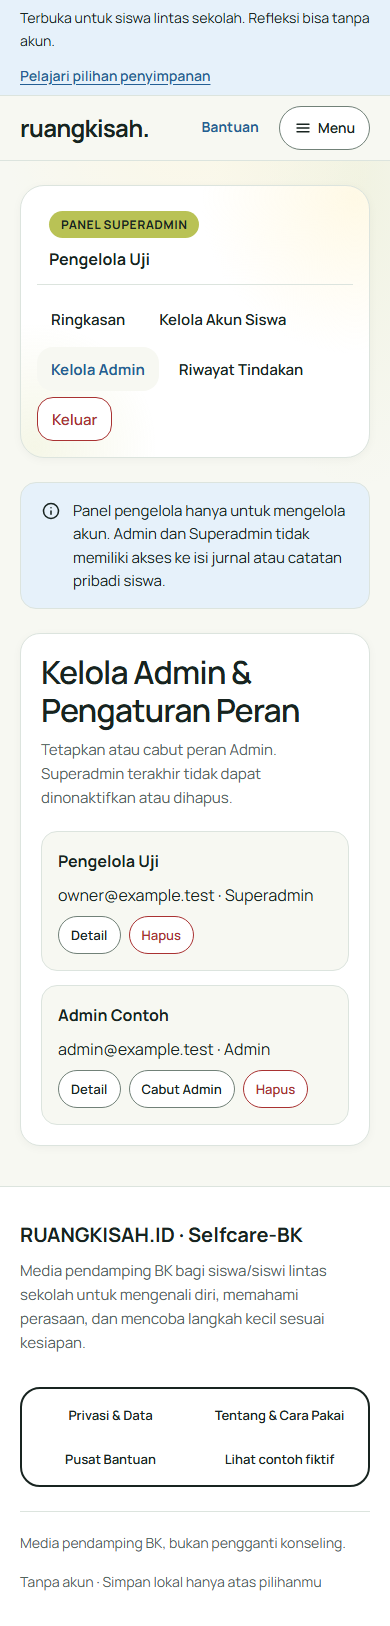 Terbuka untuk siswa lintas sekolah. Refleksi bisa tanpa
akun.
Pelajari pilihan penyimpanan
ruangkisah.
Bantuan
Menu
PANEL SUPERADMIN
Pengelola Uji
Ringkasan
Kelola Akun Siswa
Kelola Admin
Riwayat Tindakan
Keluar
Panel pengelola hanya untuk mengelola
akun. Admin dan Superadmin tidak
memiliki akses ke isi jurnal atau catatan
pribadi siswa.
Kelola Admin &
Pengaturan Peran
Tetapkan atau cabut peran Admin.
Superadmin terakhir tidak dapat
dinonaktifkan atau dihapus.
Pengelola Uji
owner@example.test · Superadmin
Detail
Hapus
Admin Contoh
admin@example.test · Admin
Detail
Cabut Admin
Hapus
RUANGKISAH.ID · Selfcare-BK
Media pendamping BK bagi siswa/siswi lintas
sekolah untuk mengenali diri, memahami
perasaan, dan mencoba langkah kecil sesuai
kesiapan.
Privasi & Data
Tentang & Cara Pakai
Pusat Bantuan
Lihat contoh fiktif
Media pendamping BK, bukan pengganti konseling.
Tanpa akun · Simpan lokal hanya atas pilihanmu